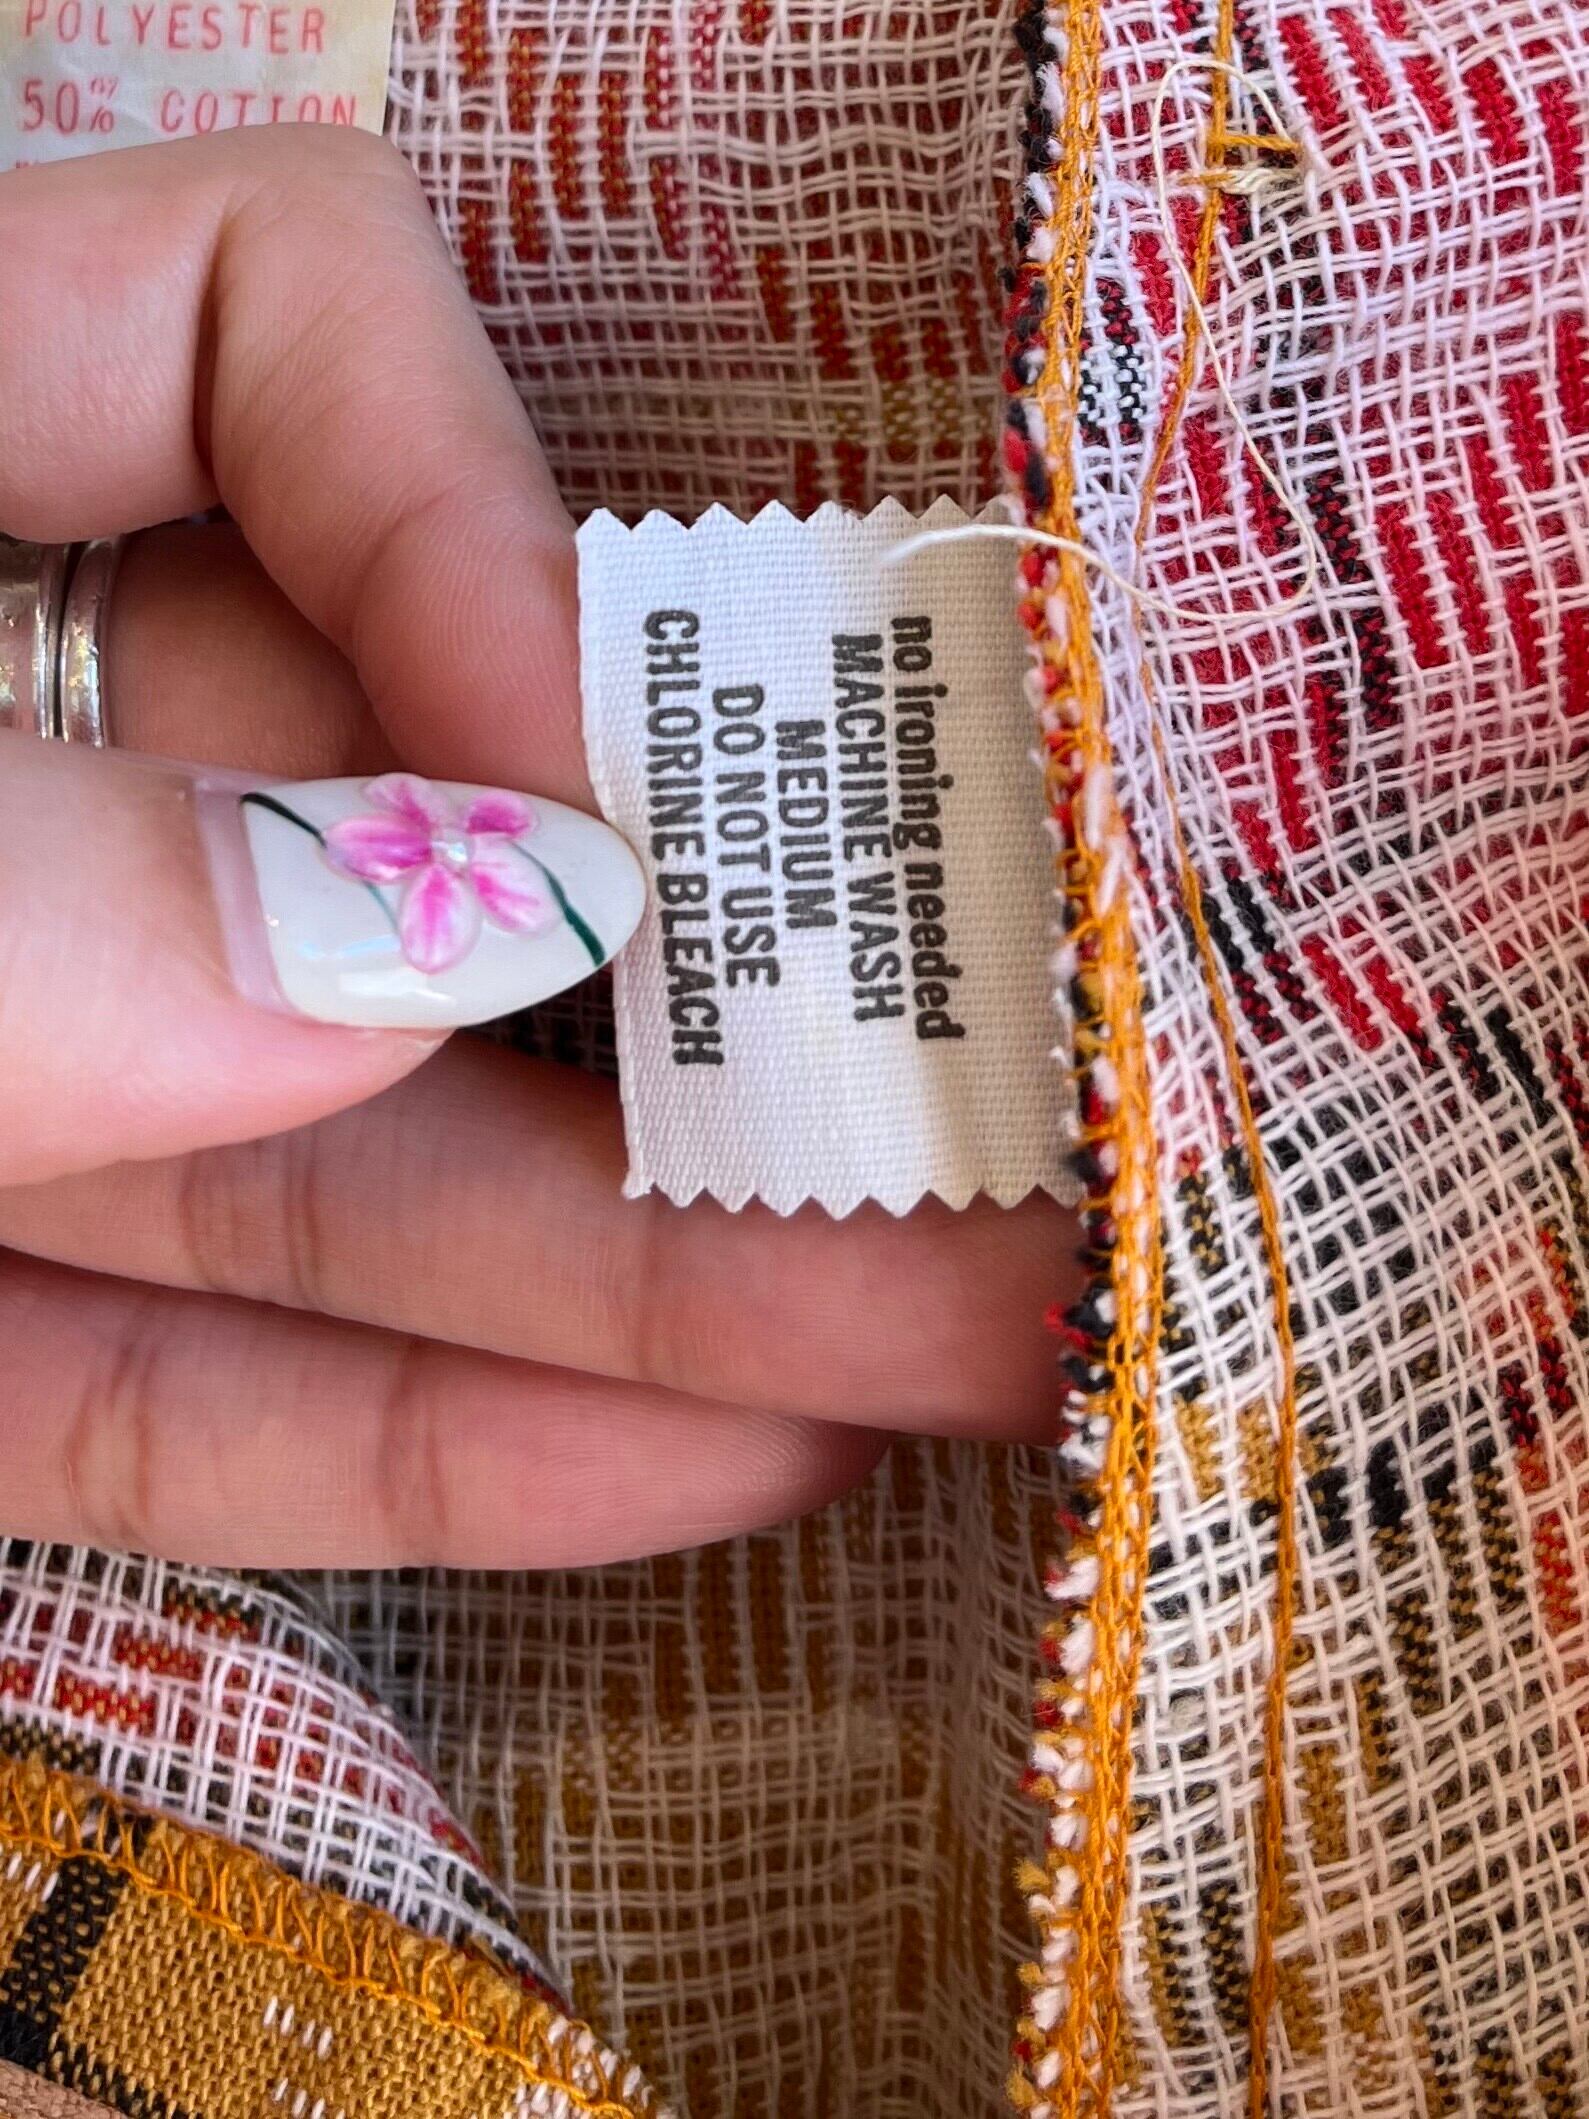 POLYESTER
50% COTTON
no ironing needed
MACHINE WASH
MEDIUM
DO NOT USE
CHLORINE BLEACH